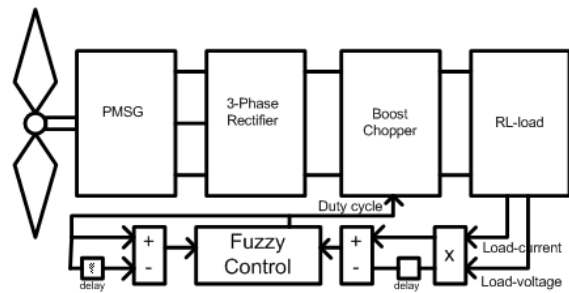 PMSG
3-Phase
Rectifier
Boost
Chopper
RL-load
Duty cycle
+
-
Fuzzy
Control
+
-
x
Load-current
Load-voltage
delay
delay